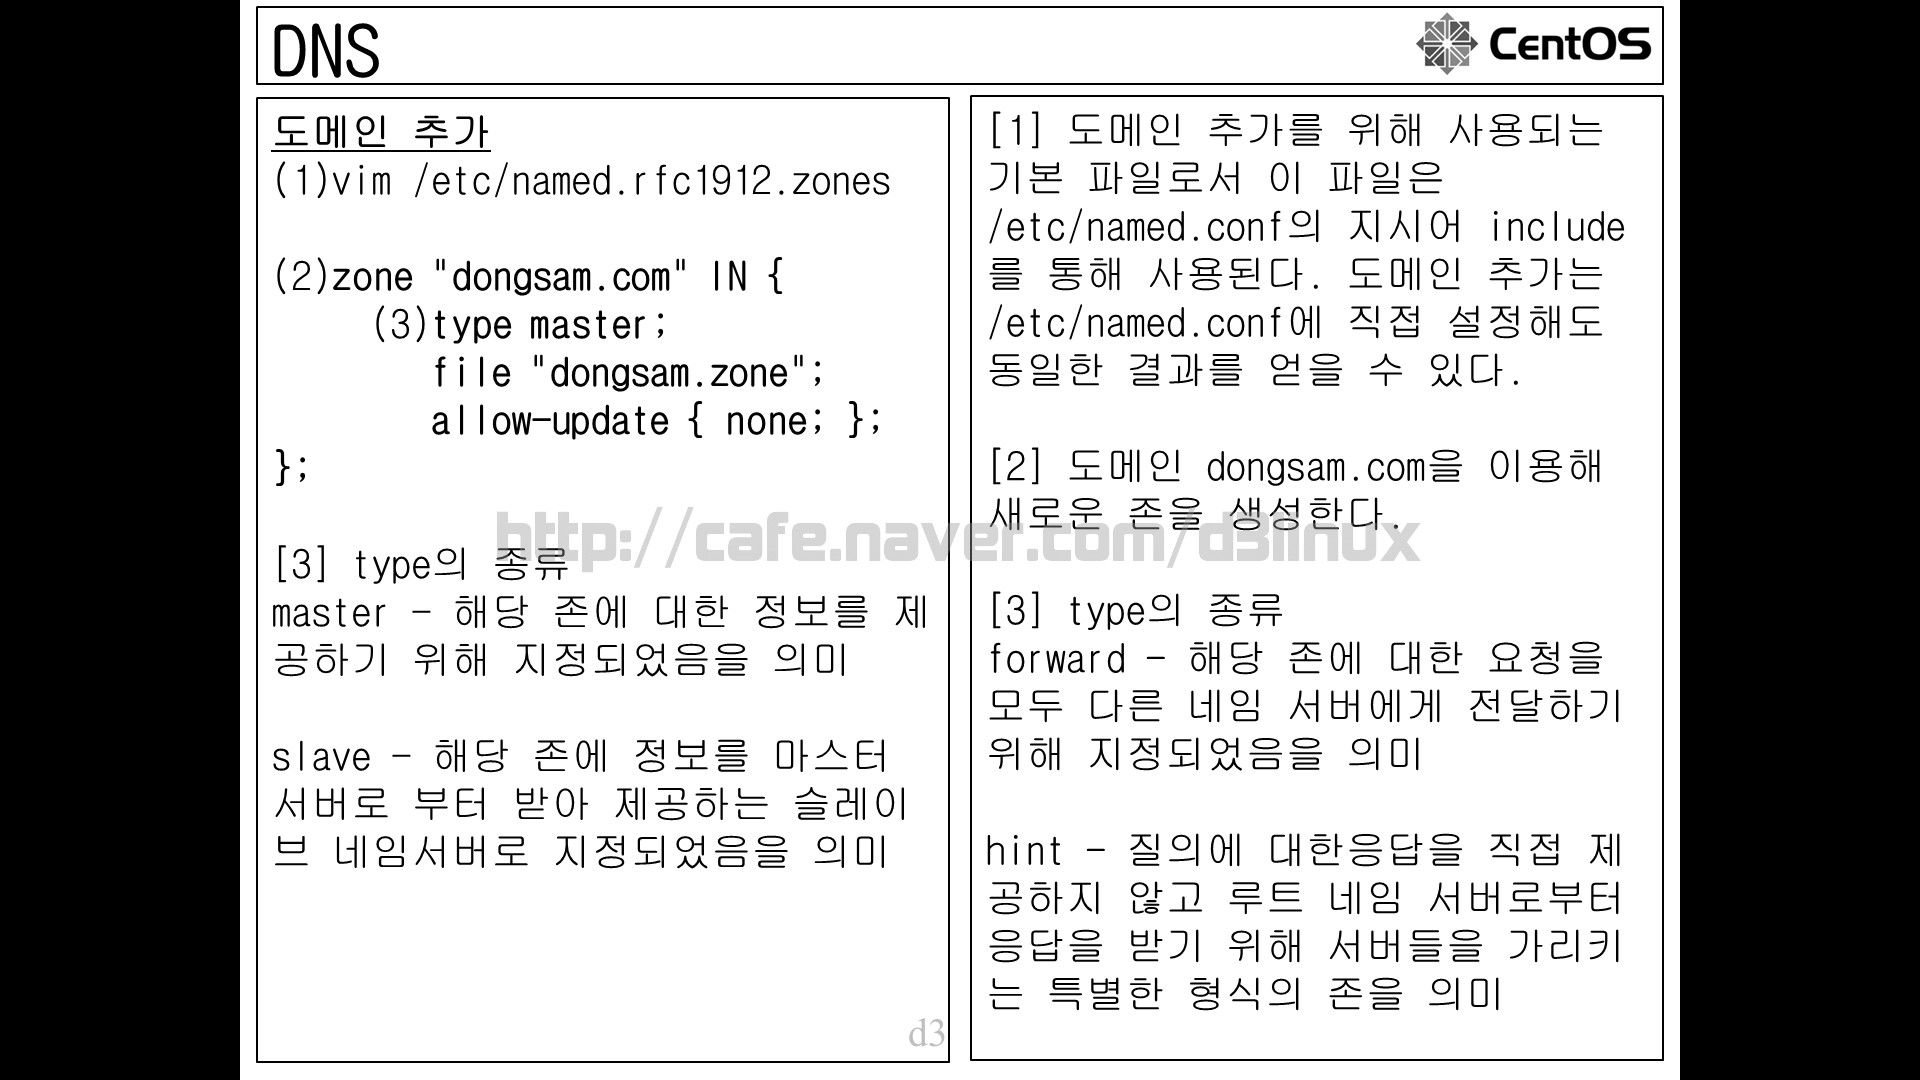 DNS
CentOS
도메인 추가
(1)vim /etc/named.rfc1912.zones
(2)zone "dongsam.com" IN {
(3)type master;
file "dongsam.zone";
allow-update { none; };
};
[3] type의 종류
master - 해당 존에 대한 정보를 제
공하기 위해 지정되었음을 의미
slave - 해당 존에 정보를 마스터
서버로 부터 받아 제공하는 슬레이
브 네임서버로 지정되었음을 의미
d3
[1] 도메인 추가를 위해 사용되는
기본 파일로서 이 파일은
/etc/named.conf의 지시어 include
를 통해 사용된다. 도메인 추가는
/etc/named.conf에 직접 설정해도
동일한 결과를 얻을 수 있다.
[2] 도메인 dongsam.com을 이용해
새로운 존을 생성한다.
[3] type의 종류
forward - 해당 존에 대한 요청을
모두 다른 네임 서버에게 전달하기
위해 지정되었음을 의미
hint - 질의에 대한응답을 직접 제
공하지 않고 루트 네임 서버로부터
응답을 받기 위해 서버들을 가리키
는 특별한 형식의 존을 의미
http://cafe.naver.com/d3linux